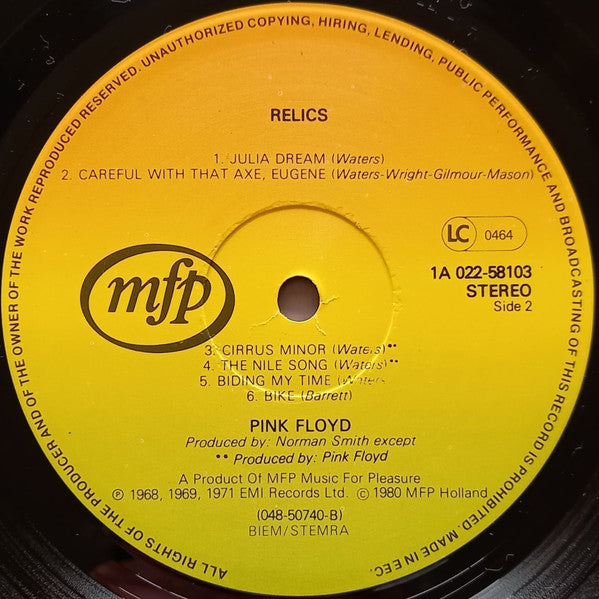 ALL RIGHTS OF THE PRODUCER AND OF THE OWNER OF THE WORK REPRODUCED RESERVED. UNAUTHORIZED COPYING, HIRING, LENDING, PUBLIC PERFORMANCE AND BROADCASTING OF THIS RECORD IS PROHIBITED. MADE IN EEC.
RELICS
1. JULIA DREAM (Waters)
2. CAREFUL WITH THAT AXE, EUGENE (Waters-Wright-Gilmour-Mason)
LC 0464
1A 022-58103
STEREO
Side 2
mfp
3. CIRRUS MINOR (Waters)••
4. THE NILE SONG (Waters)••
5. BIDING MY TIME (Waters
6. BIKE (Barrett)
PINK FLOYD
Produced by: Norman Smith except
•• Produced by: Pink Floyd
A Product Of MFP Music For Pleasure
℗ 1968, 1969, 1971 EMI Records Ltd. © 1980 MFP Holland
(048-50740-B)
BIEM/STEMRA